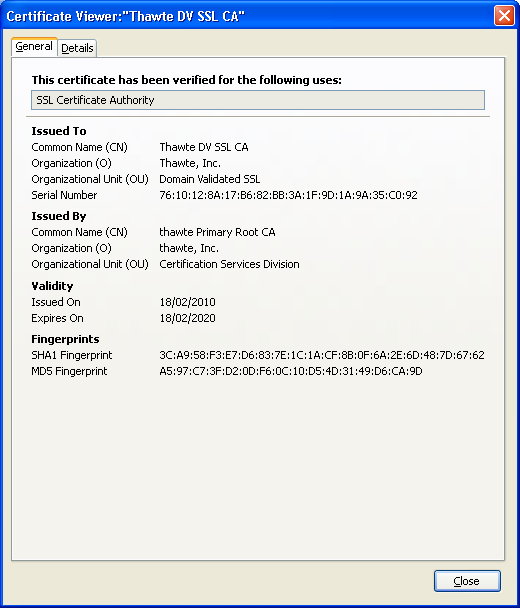 Certificate Viewer:"Thawte DV SSL CA"
General Details
This certificate has been verified for the following uses:
SSL Certificate Authority
Issued To
Common Name (CN) Thawte DV SSL CA
Organization (O) Thawte, Inc.
Organizational Unit (OU) Domain Validated SSL
Serial Number 76:10:12:8A:17:B6:82:BB:3A:1F:9D:1A:9A:35:C0:92
Issued By
Common Name (CN) thawte Primary Root CA
Organization (O) thawte, Inc.
Organizational Unit (OU) Certification Services Division
Validity
Issued On 18/02/2010
Expires On 18/02/2020
Fingerprints
SHA1 Fingerprint 3C:A9:58:F3:E7:D6:83:7E:1C:1A:CF:8B:0F:6A:2E:6D:48:7D:67:62
MD5 Fingerprint A5:97:C7:3F:D2:0D:F6:0C:10:D5:4D:31:49:D6:CA:9D
Close